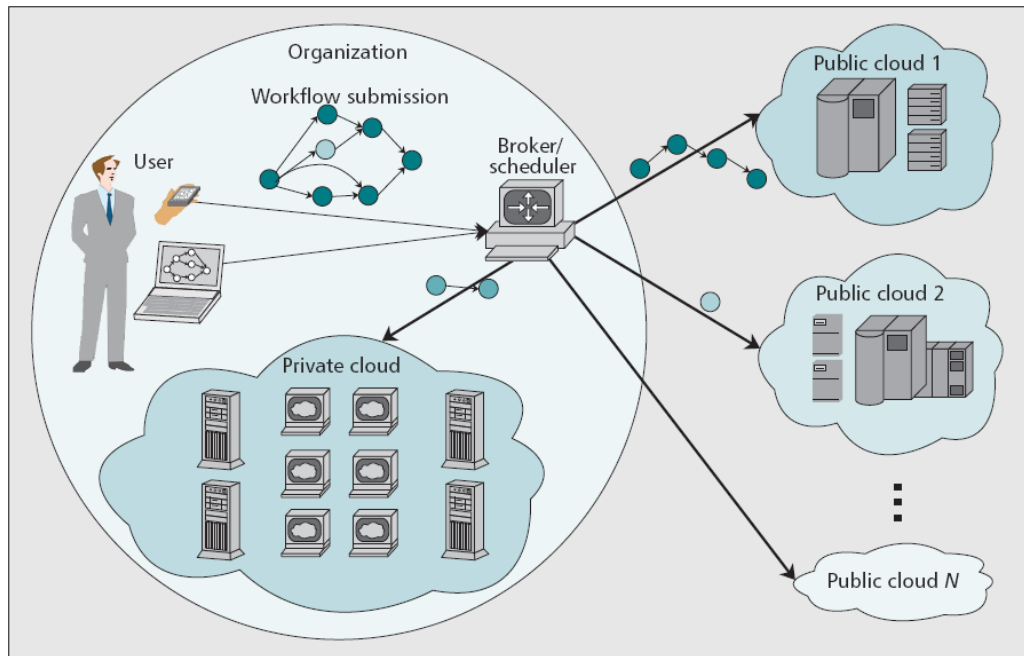 Organization
Workflow submission
User
Broker/
scheduler
Private cloud
Public cloud 1
Public cloud 2
Public cloud N